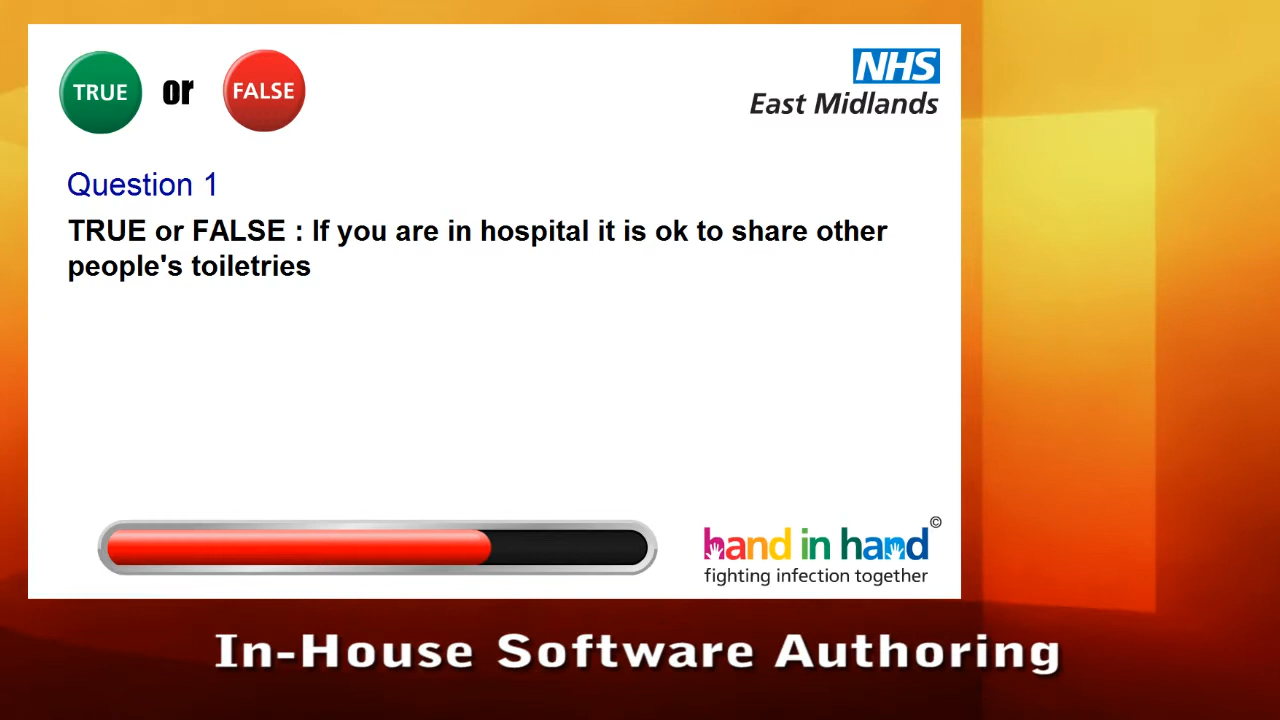 TRUE or FALSE
NHS
East Midlands
Question 1
TRUE or FALSE : If you are in hospital it is ok to share other
people's toiletries
hand in hand ©
fighting infection together
In-House Software Authoring